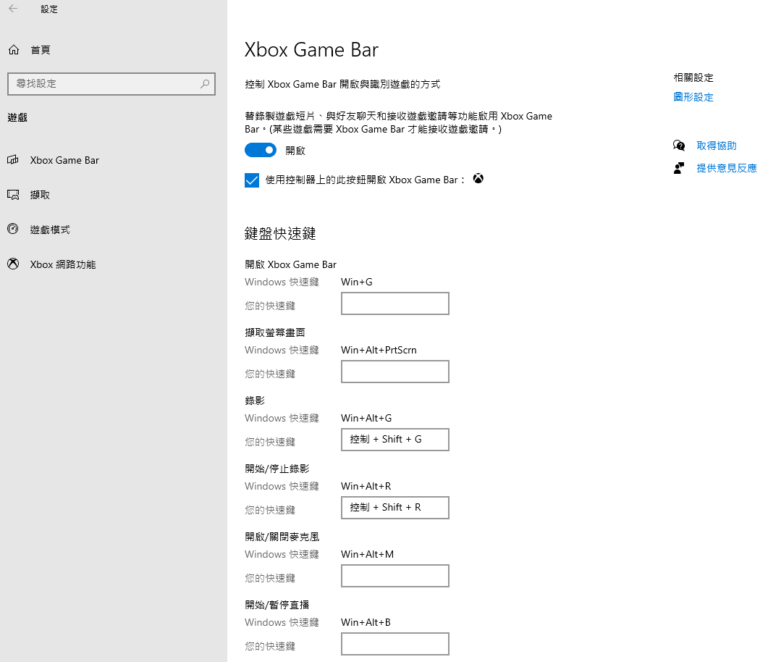 設定
首頁
尋找設定
遊戲
Xbox Game Bar
擷取
遊戲模式
Xbox 網路功能
Xbox Game Bar
控制 Xbox Game Bar 開啟與識別遊戲的方式
替錄製遊戲短片、與好友聊天和接收遊戲邀請等功能啟用 Xbox Game
Bar。(某些遊戲需要 Xbox Game Bar 才能接收遊戲邀請。)
開啟
使用控制器上的此按鈕開啟 Xbox Game Bar：
鍵盤快速鍵
開啟 Xbox Game Bar
Windows 快速鍵 Win+G
您的快速鍵
擷取螢幕畫面
Windows 快速鍵 Win+Alt+PrtScrn
您的快速鍵
錄影
Windows 快速鍵 Win+Alt+G
您的快速鍵 控制 + Shift + G
開始/停止錄影
Windows 快速鍵 Win+Alt+R
您的快速鍵 控制 + Shift + R
開啟/關閉麥克風
Windows 快速鍵 Win+Alt+M
您的快速鍵
開始/暫停直播
Windows 快速鍵 Win+Alt+B
您的快速鍵
相關設定
圖形設定
取得協助
提供意見反應